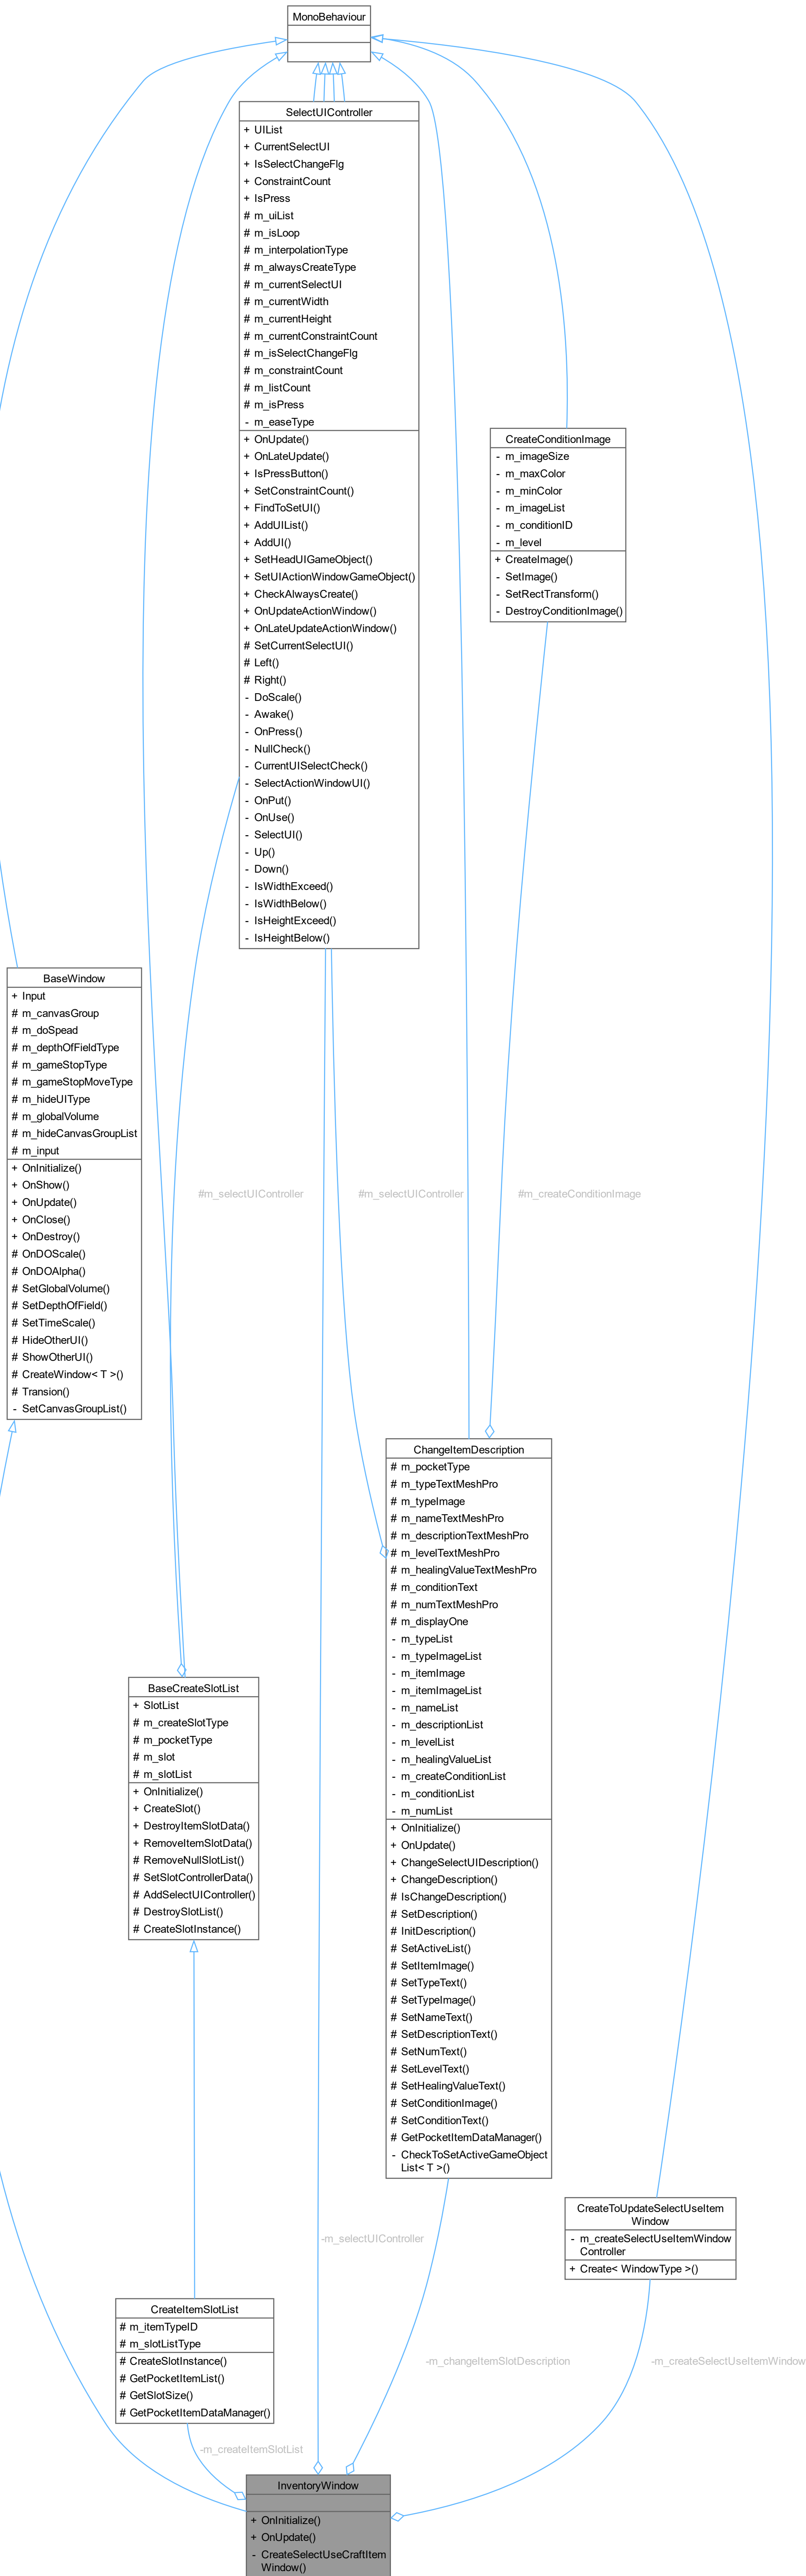 MonoBehaviour
SelectUIController
+ UIList
+ CurrentSelectUI
+ IsSelectChangeFlg
+ ConstraintCount
+ IsPress
# m_uiList
# m_isLoop
# m_interpolationType
# m_alwaysCreateType
# m_currentSelectUI
# m_currentWidth
# m_currentHeight
# m_currentConstraintCount
# m_isSelectChangeFlg
# m_constraintCount
# m_listCount
# m_isPress
- m_easeType
+ OnUpdate()
+ OnLateUpdate()
+ IsPressButton()
+ SetConstraintCount()
+ FindToSetUI()
+ AddUIList()
+ AddUI()
+ SetHeadUIGameObject()
+ SetUIActionWindowGameObject()
+ CheckAlwaysCreate()
+ OnUpdateActionWindow()
+ OnLateUpdateActionWindow()
# SetCurrentSelectUI()
# Left()
# Right()
- DoScale()
- Awake()
- OnPress()
- NullCheck()
- CurrentUISelectCheck()
- SelectActionWindowUI()
- OnPut()
- OnUse()
- SelectUI()
- Up()
- Down()
- IsWidthExceed()
- IsWidthBelow()
- IsHeightExceed()
- IsHeightBelow()
CreateConditionImage
- m_imageSize
- m_maxColor
- m_minColor
- m_imageList
- m_conditionID
- m_level
+ CreateImage()
- SetImage()
- SetRectTransform()
- DestroyConditionImage()
BaseWindow
+ Input
# m_canvasGroup
# m_doSpead
# m_depthOfFieldType
# m_gameStopType
# m_gameStopMoveType
# m_hideUIType
# m_globalVolume
# m_hideCanvasGroupList
# m_input
+ OnInitialize()
+ OnShow()
+ OnUpdate()
+ OnClose()
+ OnDestroy()
# OnDOScale()
# OnDOAlpha()
# SetGlobalVolume()
# SetDepthOfField()
# SetTimeScale()
# HideOtherUI()
# ShowOtherUI()
# CreateWindow< T >()
# Transion()
- SetCanvasGroupList()
#m_selectUIController
#m_selectUIController
#m_createConditionImage
ChangeItemDescription
# m_pocketType
# m_typeTextMeshPro
# m_typeImage
# m_nameTextMeshPro
# m_descriptionTextMeshPro
# m_levelTextMeshPro
# m_healingValueTextMeshPro
# m_conditionText
# m_numTextMeshPro
# m_displayOne
- m_typeList
- m_typeImageList
- m_itemImage
- m_itemImageList
- m_nameList
- m_descriptionList
- m_levelList
- m_healingValueList
- m_createConditionList
- m_conditionList
- m_numList
+ OnInitialize()
+ OnUpdate()
+ ChangeSelectUIDescription()
+ ChangeDescription()
# IsChangeDescription()
# SetDescription()
# InitDescription()
# SetActiveList()
# SetItemImage()
# SetTypeText()
# SetTypeImage()
# SetNameText()
# SetDescriptionText()
# SetNumText()
# SetLevelText()
# SetHealingValueText()
# SetConditionImage()
# SetConditionText()
# GetPocketItemDataManager()
- CheckToSetActiveGameObject
List< T >()
BaseCreateSlotList
+ SlotList
# m_createSlotType
# m_pocketType
# m_slot
# m_slotList
+ OnInitialize()
+ CreateSlot()
+ DestroyItemSlotData()
+ RemoveItemSlotData()
# RemoveNullSlotList()
# SetSlotControllerData()
# AddSelectUIController()
# DestroySlotList()
# CreateSlotInstance()
CreateToUpdateSelectUseItem
Window
- m_createSelectUseItemWindow
Controller
+ Create< WindowType >()
-m_selectUIController
CreateItemSlotList
# m_itemTypeID
# m_slotListType
# CreateSlotInstance()
# GetPocketItemList()
# GetSlotSize()
# GetPocketItemDataManager()
-m_changeItemSlotDescription
-m_createSelectUseItemWindow
-m_createItemSlotList
InventoryWindow
+ OnInitialize()
+ OnUpdate()
- CreateSelectUseCraftItem
Window()